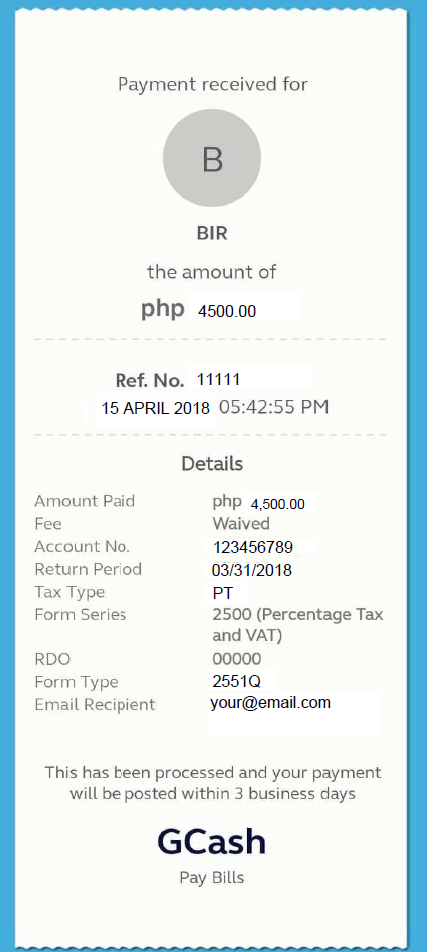 Payment received for
B
BIR
the amount of
php 4500.00
Ref. No. 11111
15 APRIL 2018 05:42:55 PM
Details
Amount Paid php 4,500.00
Fee Waived
Account No. 123456789
Return Period 03/31/2018
Tax Type PT
Form Series 2500 (Percentage Tax
and VAT)
RDO 00000
Form Type 2551Q
Email Recipient your@email.com
This has been processed and your payment
will be posted within 3 business days
GCash
Pay Bills